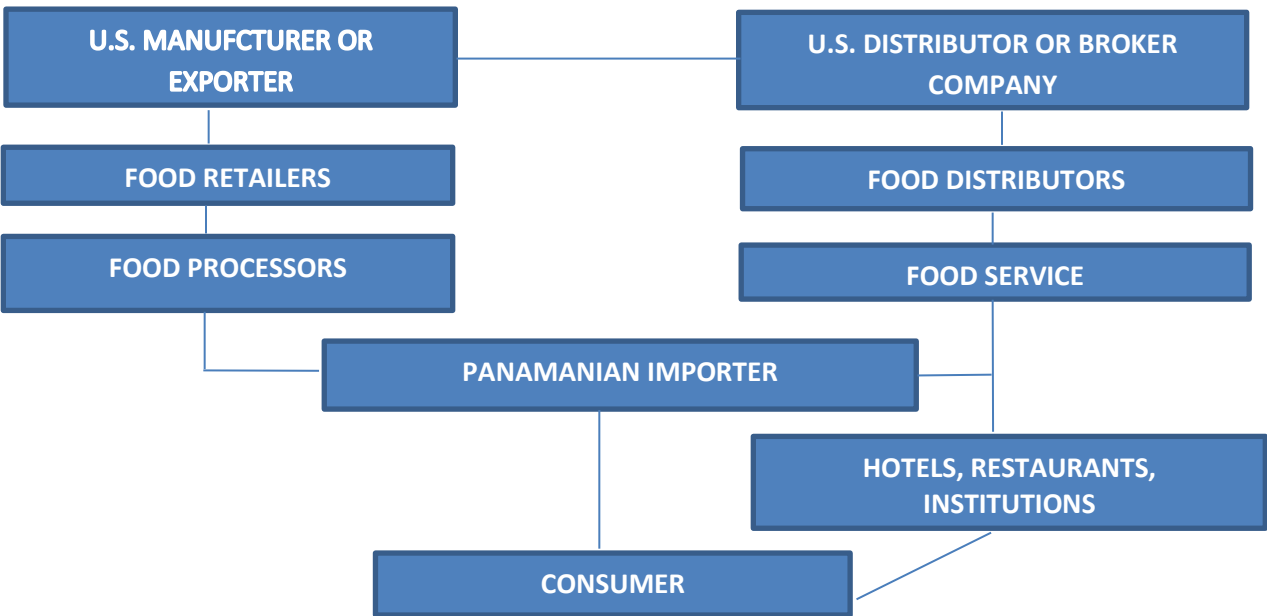 U.S. MANUFCTURER OR
EXPORTER
U.S. DISTRIBUTOR OR BROKER
COMPANY
FOOD RETAILERS
FOOD DISTRIBUTORS
FOOD PROCESSORS
FOOD SERVICE
PANAMANIAN IMPORTER
HOTELS, RESTAURANTS,
INSTITUTIONS
CONSUMER